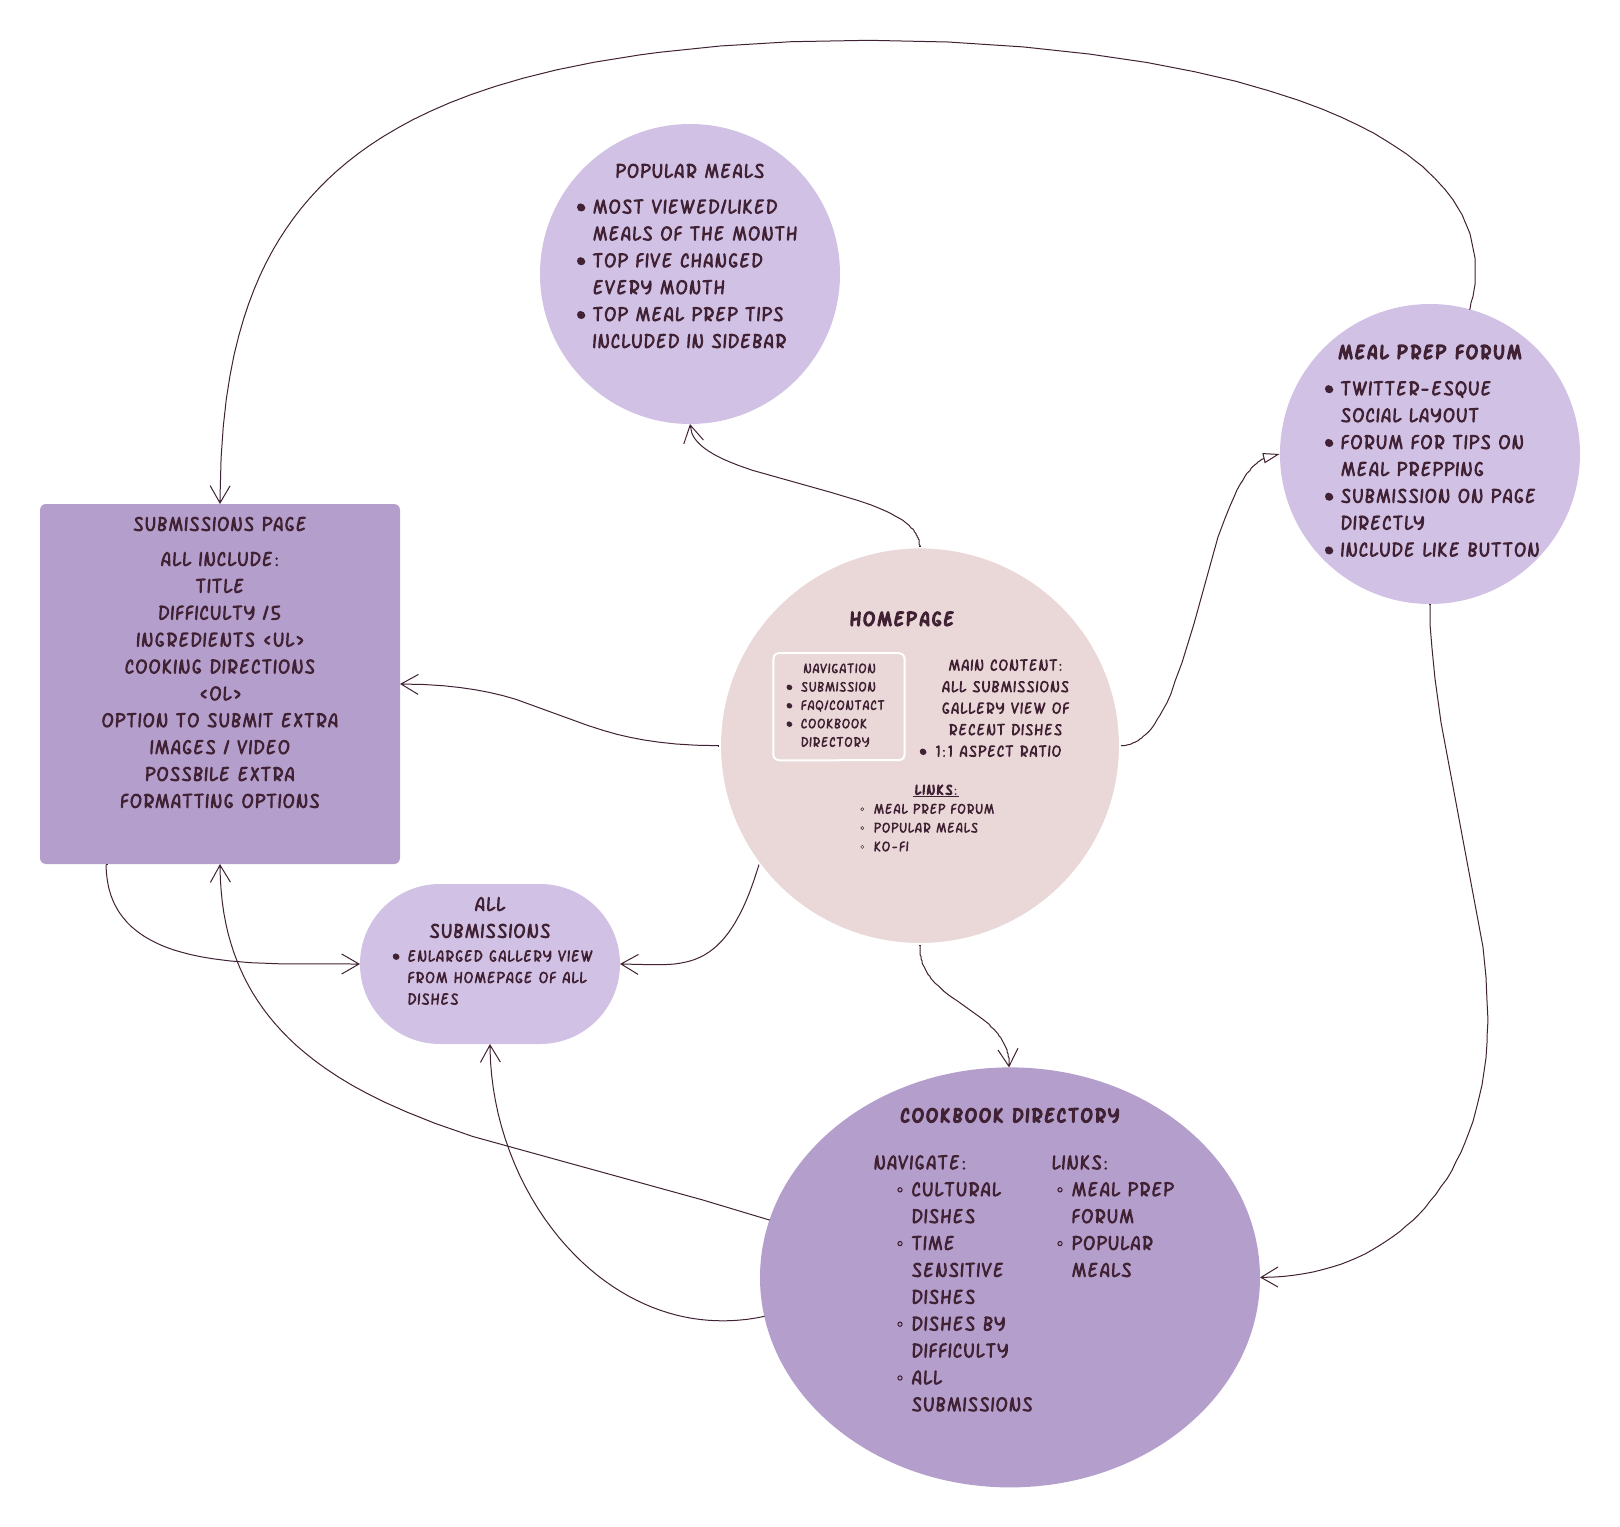 POPULAR MEALS
• MOST VIEWED/LIKED
MEALS OF THE MONTH
• TOP FIVE CHANGED
EVERY MONTH
• TOP MEAL PREP TIPS
INCLUDED IN SIDEBAR
MEAL PREP FORUM
• TWITTER-ESQUE
SOCIAL LAYOUT
• FORUM FOR TIPS ON
MEAL PREPPING
• SUBMISSION ON PAGE
DIRECTLY
• INCLUDE LIKE BUTTON
SUBMISSIONS PAGE
ALL INCLUDE:
TITLE
DIFFICULTY /5
INGREDIENTS <UL>
COOKING DIRECTIONS
<OL>
OPTION TO SUBMIT EXTRA
IMAGES / VIDEO
POSSBILE EXTRA
FORMATTING OPTIONS
HOMEPAGE
NAVIGATION
• SUBMISSION
• FAQ/CONTACT
• COOKBOOK
DIRECTORY
MAIN CONTENT:
ALL SUBMISSIONS
GALLERY VIEW OF
RECENT DISHES
• 1:1 ASPECT RATIO
LINKS:
◦ MEAL PREP FORUM
◦ POPULAR MEALS
◦ KO-FI
ALL
SUBMISSIONS
• ENLARGED GALLERY VIEW
FROM HOMEPAGE OF ALL
DISHES
COOKBOOK DIRECTORY
NAVIGATE:
◦ CULTURAL
DISHES
◦ TIME
SENSITIVE
DISHES
◦ DISHES BY
DIFFICULTY
◦ ALL
SUBMISSIONS
LINKS:
◦ MEAL PREP
FORUM
◦ POPULAR
MEALS